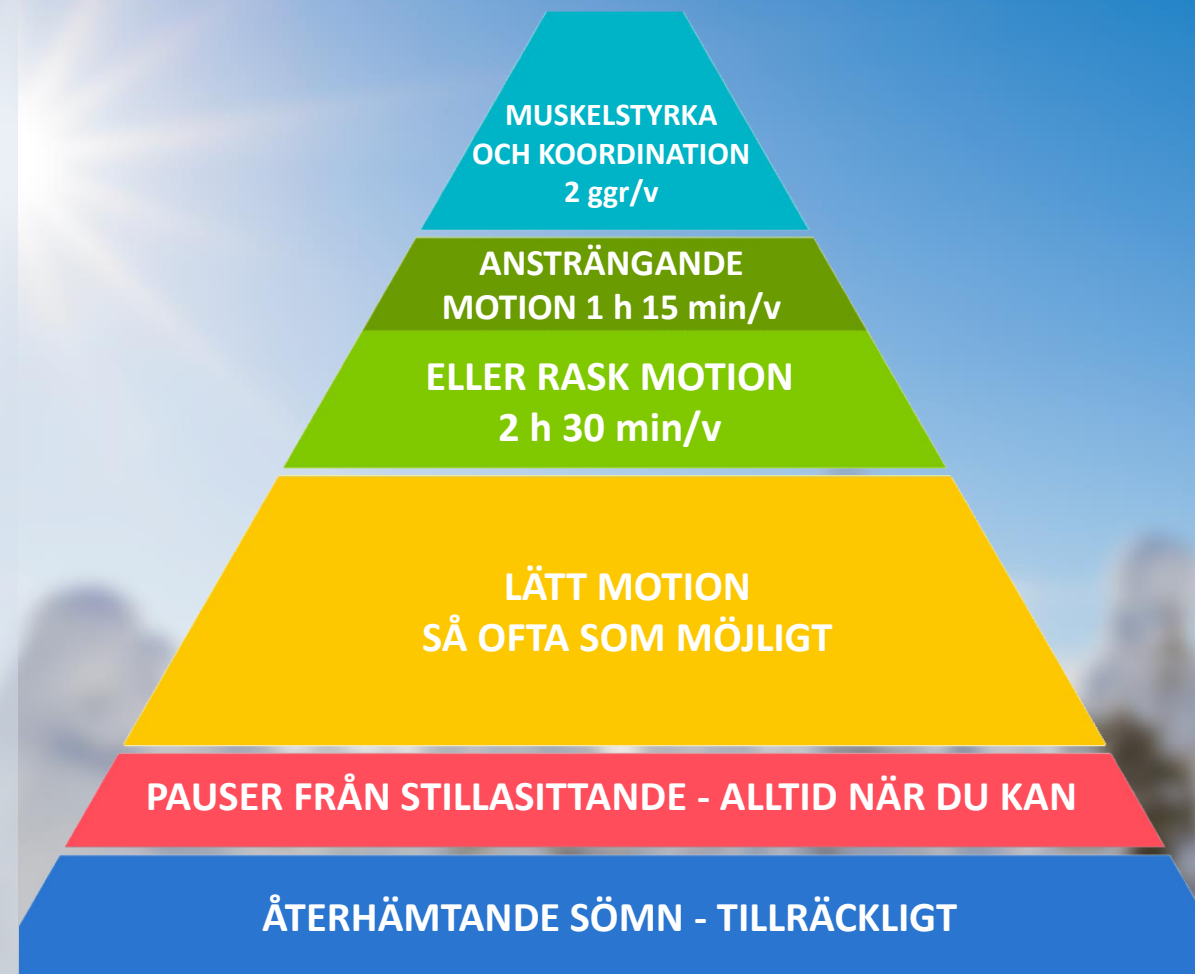 MUSKELSTYRKA
OCH KOORDINATION
2 ggr/v
ANSTRÄNGANDE
MOTION 1 h 15 min/v
ELLER RASK MOTION
2 h 30 min/v
LÄTT MOTION
SÅ OFTA SOM MÖJLIGT
PAUSER FRÅN STILLASITTANDE - ALLTID NÄR DU KAN
ÅTERHÄMTANDE SÖMN - TILLRÄCKLIGT